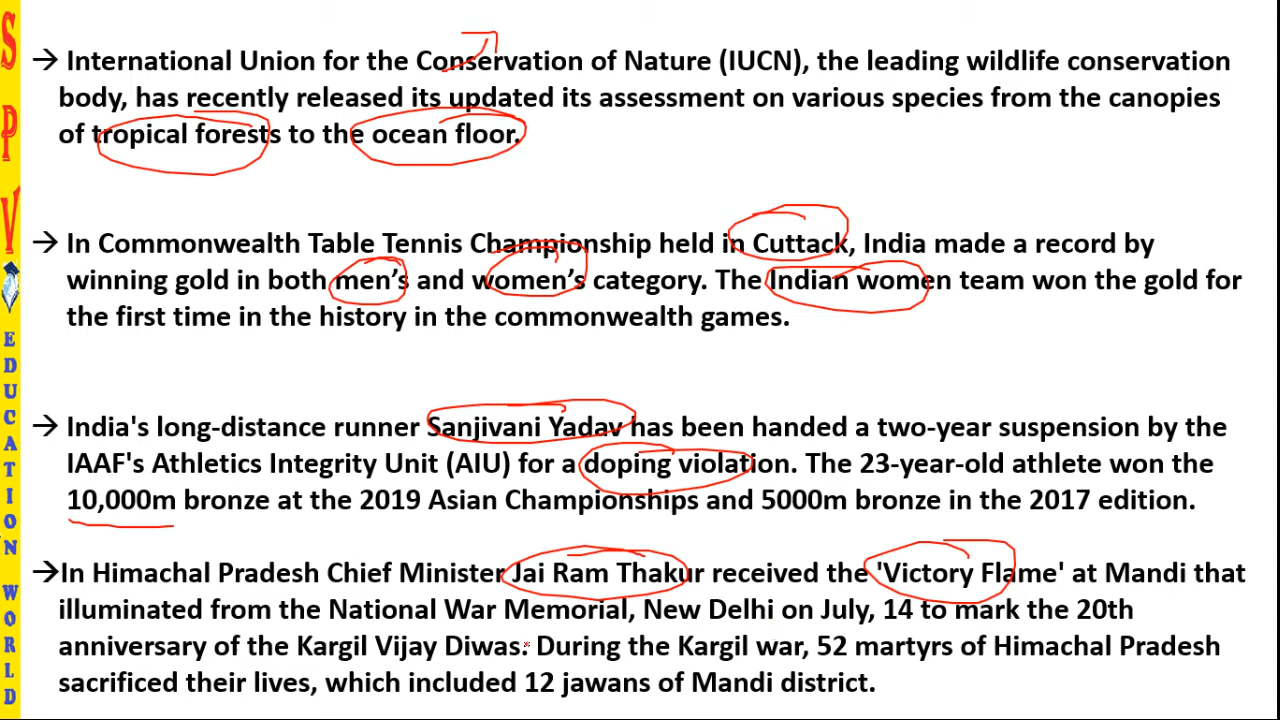 S P V EDUCATION WORLD
→ International Union for the Conservation of Nature (IUCN), the leading wildlife conservation
body, has recently released its updated its assessment on various species from the canopies
of tropical forests to the ocean floor.
→ In Commonwealth Table Tennis Championship held in Cuttack, India made a record by
winning gold in both men's and women's category. The Indian women team won the gold for
the first time in the history in the commonwealth games.
→ India's long-distance runner Sanjivani Yadav has been handed a two-year suspension by the
IAAF's Athletics Integrity Unit (AIU) for a doping violation. The 23-year-old athlete won the
10,000m bronze at the 2019 Asian Championships and 5000m bronze in the 2017 edition.
→In Himachal Pradesh Chief Minister Jai Ram Thakur received the 'Victory Flame' at Mandi that
illuminated from the National War Memorial, New Delhi on July, 14 to mark the 20th
anniversary of the Kargil Vijay Diwas. During the Kargil war, 52 martyrs of Himachal Pradesh
sacrificed their lives, which included 12 jawans of Mandi district.